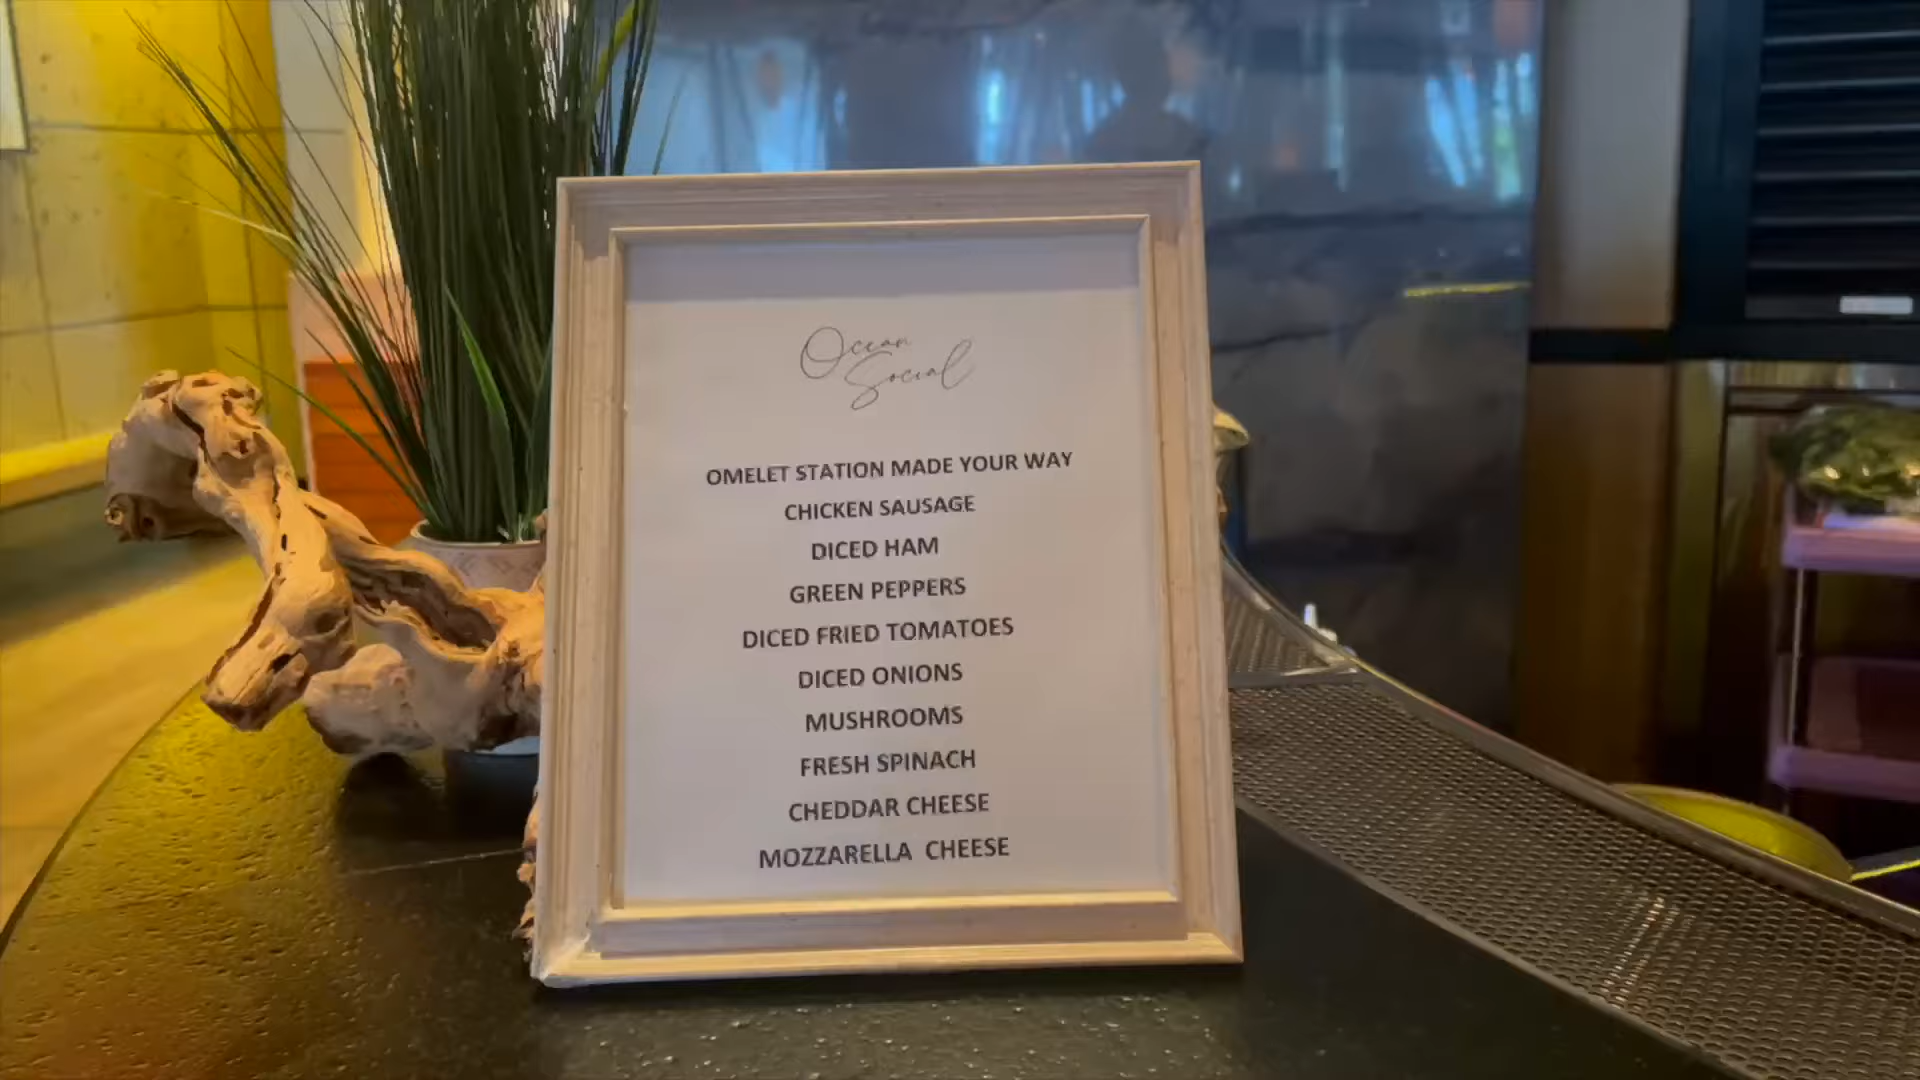 Ocean
Social
OMELET STATION MADE YOUR WAY
CHICKEN SAUSAGE
DICED HAM
GREEN PEPPERS
DICED FRIED TOMATOES
DICED ONIONS
MUSHROOMS
FRESH SPINACH
CHEDDAR CHEESE
MOZZARELLA CHEESE